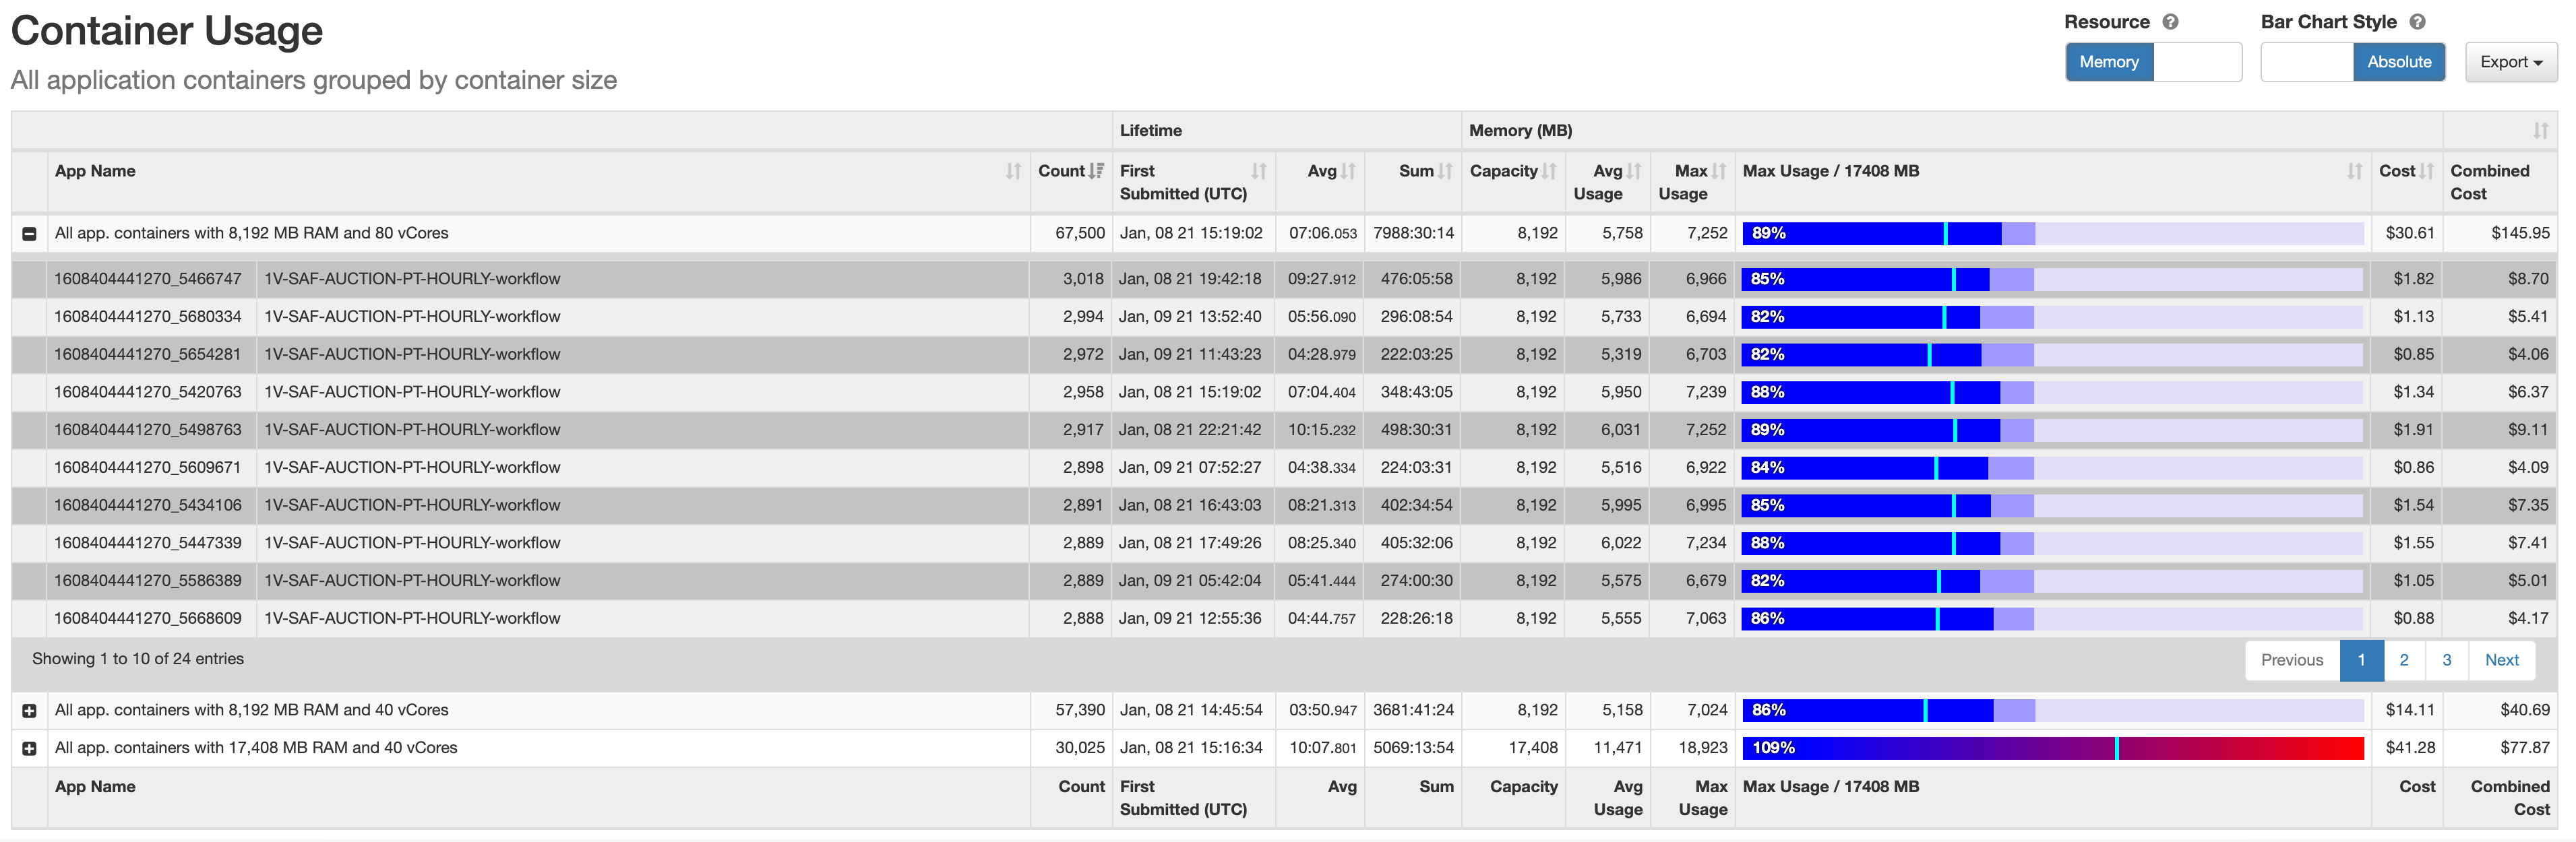 Container Usage
All application containers grouped by container size
Resource
Bar Chart Style
Memory
Absolute
Export
Lifetime Memory (MB)
App Name Count First Submitted (UTC) Avg Sum Capacity Avg Usage Max Usage Max Usage / 17408 MB Cost Combined Cost
All app. containers with 8,192 MB RAM and 80 vCores 67,500 Jan, 08 21 15:19:02 07:06.053 7988:30:14 8,192 5,758 7,252 89% $30.61 $145.95
1608404441270_5466747 1V-SAF-AUCTION-PT-HOURLY-workflow 3,018 Jan, 08 21 19:42:18 09:27.912 476:05:58 8,192 5,986 6,966 85% $1.82 $8.70
1608404441270_5680334 1V-SAF-AUCTION-PT-HOURLY-workflow 2,994 Jan, 09 21 13:52:40 05:56.090 296:08:54 8,192 5,733 6,694 82% $1.13 $5.41
1608404441270_5654281 1V-SAF-AUCTION-PT-HOURLY-workflow 2,972 Jan, 09 21 11:43:23 04:28.979 222:03:25 8,192 5,319 6,703 82% $0.85 $4.06
1608404441270_5420763 1V-SAF-AUCTION-PT-HOURLY-workflow 2,958 Jan, 08 21 15:19:02 07:04.404 348:43:05 8,192 5,950 7,239 88% $1.34 $6.37
1608404441270_5498763 1V-SAF-AUCTION-PT-HOURLY-workflow 2,917 Jan, 08 21 22:21:42 10:15.232 498:30:31 8,192 6,031 7,252 89% $1.91 $9.11
1608404441270_5609671 1V-SAF-AUCTION-PT-HOURLY-workflow 2,898 Jan, 09 21 07:52:27 04:38.334 224:03:31 8,192 5,516 6,922 84% $0.86 $4.09
1608404441270_5434106 1V-SAF-AUCTION-PT-HOURLY-workflow 2,891 Jan, 08 21 16:43:03 08:21.313 402:34:54 8,192 5,995 6,995 85% $1.54 $7.35
1608404441270_5447339 1V-SAF-AUCTION-PT-HOURLY-workflow 2,889 Jan, 08 21 17:49:26 08:25.340 405:32:06 8,192 6,022 7,234 88% $1.55 $7.41
1608404441270_5586389 1V-SAF-AUCTION-PT-HOURLY-workflow 2,889 Jan, 09 21 05:42:04 05:41.444 274:00:30 8,192 5,575 6,679 82% $1.05 $5.01
1608404441270_5668609 1V-SAF-AUCTION-PT-HOURLY-workflow 2,888 Jan, 09 21 12:55:36 04:44.757 228:26:18 8,192 5,555 7,063 86% $0.88 $4.17
Showing 1 to 10 of 24 entries Previous 1 2 3 Next
All app. containers with 8,192 MB RAM and 40 vCores 57,390 Jan, 08 21 14:45:54 03:50.947 3681:41:24 8,192 5,158 7,024 86% $14.11 $40.69
All app. containers with 17,408 MB RAM and 40 vCores 30,025 Jan, 08 21 15:16:34 10:07.801 5069:13:54 17,408 11,471 18,923 109% $41.28 $77.87
App Name Count First Submitted (UTC) Avg Sum Capacity Avg Usage Max Usage Max Usage / 17408 MB Cost Combined Cost